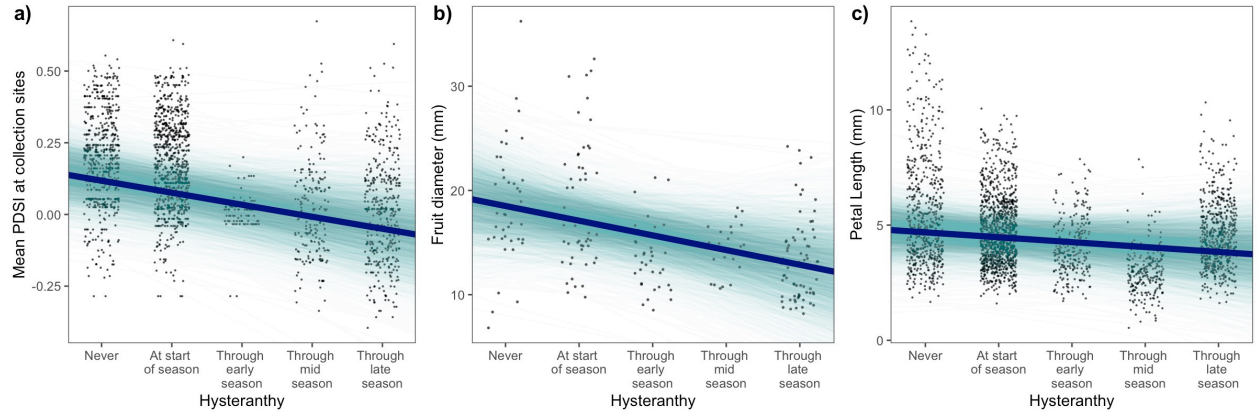 a)
Mean PDSI at collection sites
0.50
0.25
0.00
-0.25
Never
At start
of season
Through
early
season
Through
mid
season
Through
late
season
Hysteranthy
b)
Fruit diameter (mm)
30
20
10
Never
At start
of season
Through
early
season
Through
mid
season
Through
late
season
Hysteranthy
c)
Petal Length (mm)
10
5
0
Never
At start
of season
Through
early
season
Through
mid
season
Through
late
season
Hysteranthy